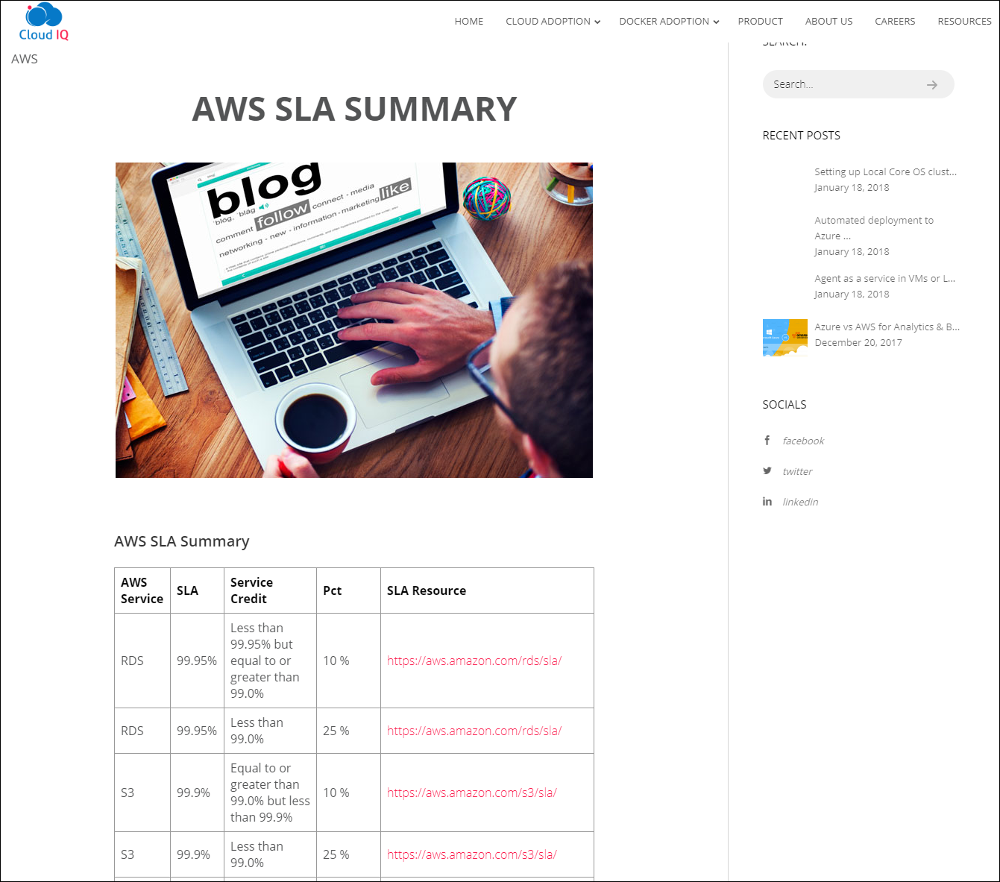 Cloud IQ
HOME CLOUD ADOPTION DOCKER ADOPTION PRODUCT ABOUT US CAREERS RESOURCES
AWS
AWS SLA SUMMARY
blog
blog, blög
comment follow connect - media
networking - new - information - marketing like
AWS SLA Summary
AWS Service SLA Service Credit Pct SLA Resource
RDS 99.95% Less than 99.95% but equal to or greater than 99.0% 10 % https://aws.amazon.com/rds/sla/
RDS 99.95% Less than 99.0% 25 % https://aws.amazon.com/rds/sla/
S3 99.9% Equal to or greater than 99.0% but less than 99.9% 10 % https://aws.amazon.com/s3/sla/
S3 99.9% Less than 99.0% 25 % https://aws.amazon.com/s3/sla/
SEARCH:
Search...
RECENT POSTS
Setting up Local Core OS clust...
January 18, 2018
Automated deployment to
Azure ...
January 18, 2018
Agent as a service in VMs or L...
January 18, 2018
Azure vs AWS for Analytics & B...
December 20, 2017
SOCIALS
facebook
twitter
linkedin